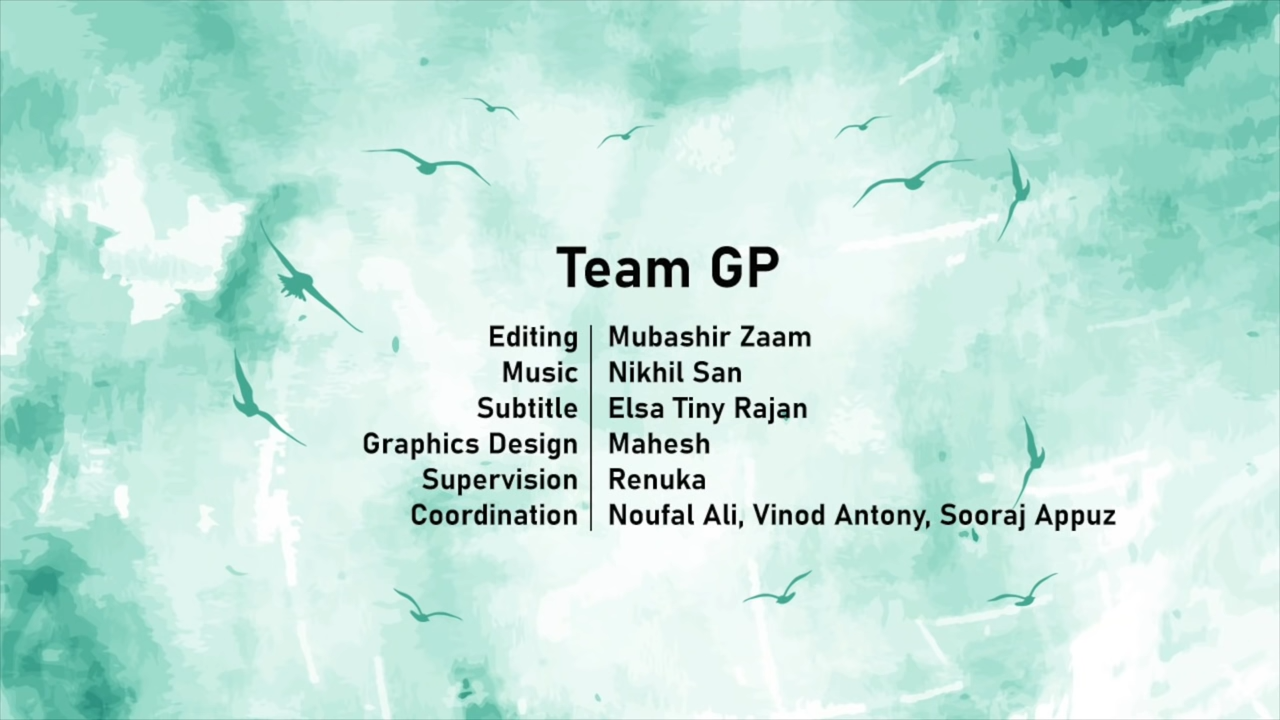 Team GP
Editing Mubashir Zaam
Music Nikhil San
Subtitle Elsa Tiny Rajan
Graphics Design Mahesh
Supervision Renuka
Coordination Noufal Ali, Vinod Antony, Sooraj Appuz